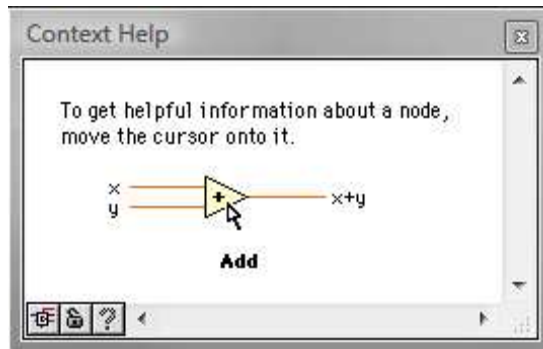 Context Help
To get helpful information about a node,
move the cursor onto it.
x
y
+
x+y
Add
?